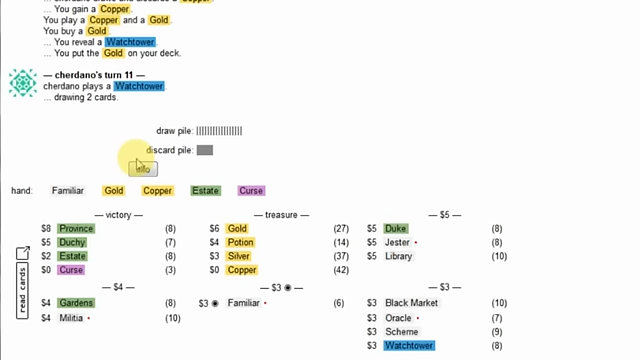 ... You gain a Copper.
You play a Copper and a Gold.
You buy a Gold.
... You reveal a Watchtower.
... You put the Gold on your deck.
— cherdano's turn 11 —
cherdano plays a Watchtower.
... drawing 2 cards.
draw pile:
discard pile:
hand: Familiar Gold Copper Estate Curse
— victory —
$8 Province (8)
$5 Duchy (7)
$2 Estate (8)
$0 Curse (3)
— treasure —
$6 Gold (27)
$4 Potion (14)
$3 Silver (37)
$0 Copper (42)
— $5 —
$5 Duke (8)
$5 Jester (8)
$5 Library (10)
read cards
— $4 —
$4 Gardens (8)
$4 Militia (10)
— $3 ◉ —
$3 ◉ Familiar (6)
— $3 —
$3 Black Market (10)
$3 Oracle (7)
$3 Scheme (9)
$3 Watchtower (8)